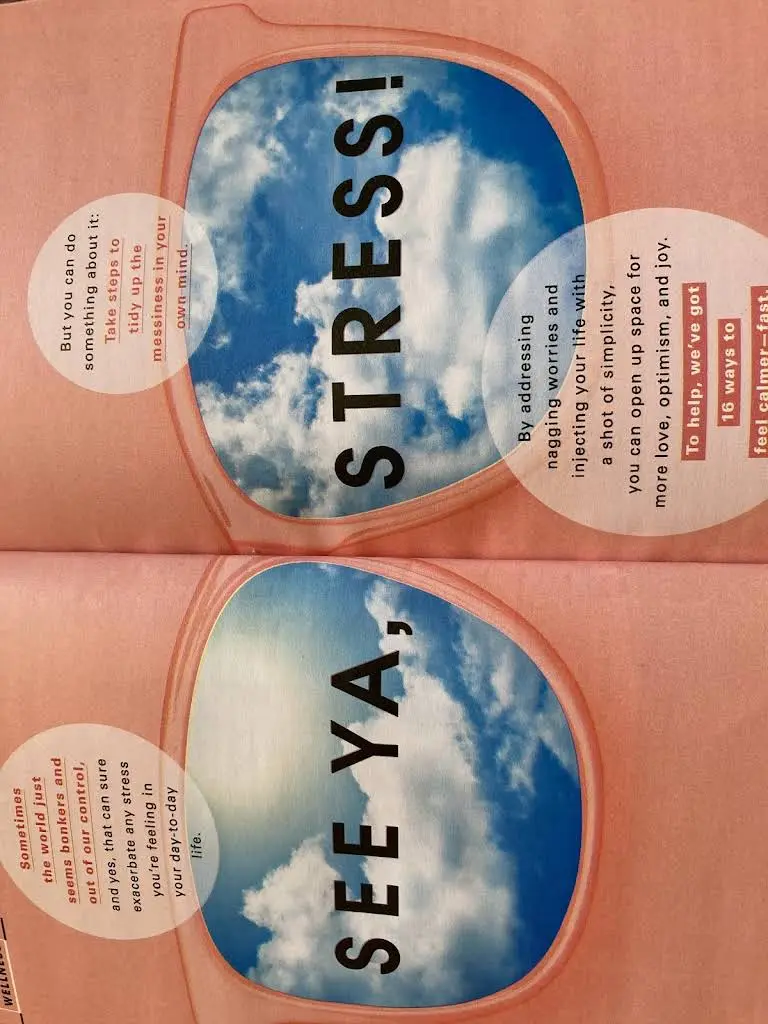 WELLNESS
Sometimes
the world just
seems bonkers and
out of our control,
and yes, that can sure
exacerbate any stress
you're feeling in
your day-to-day
life.
But you can do
something about it:
Take steps to
tidy up the
messiness in your
own mind.
SEE YA,
STRESS!
By addressing
nagging worries and
injecting your life with
a shot of simplicity,
you can open up space for
more love, optimism, and joy.
To help, we've got
16 ways to
feel calmer—fast.